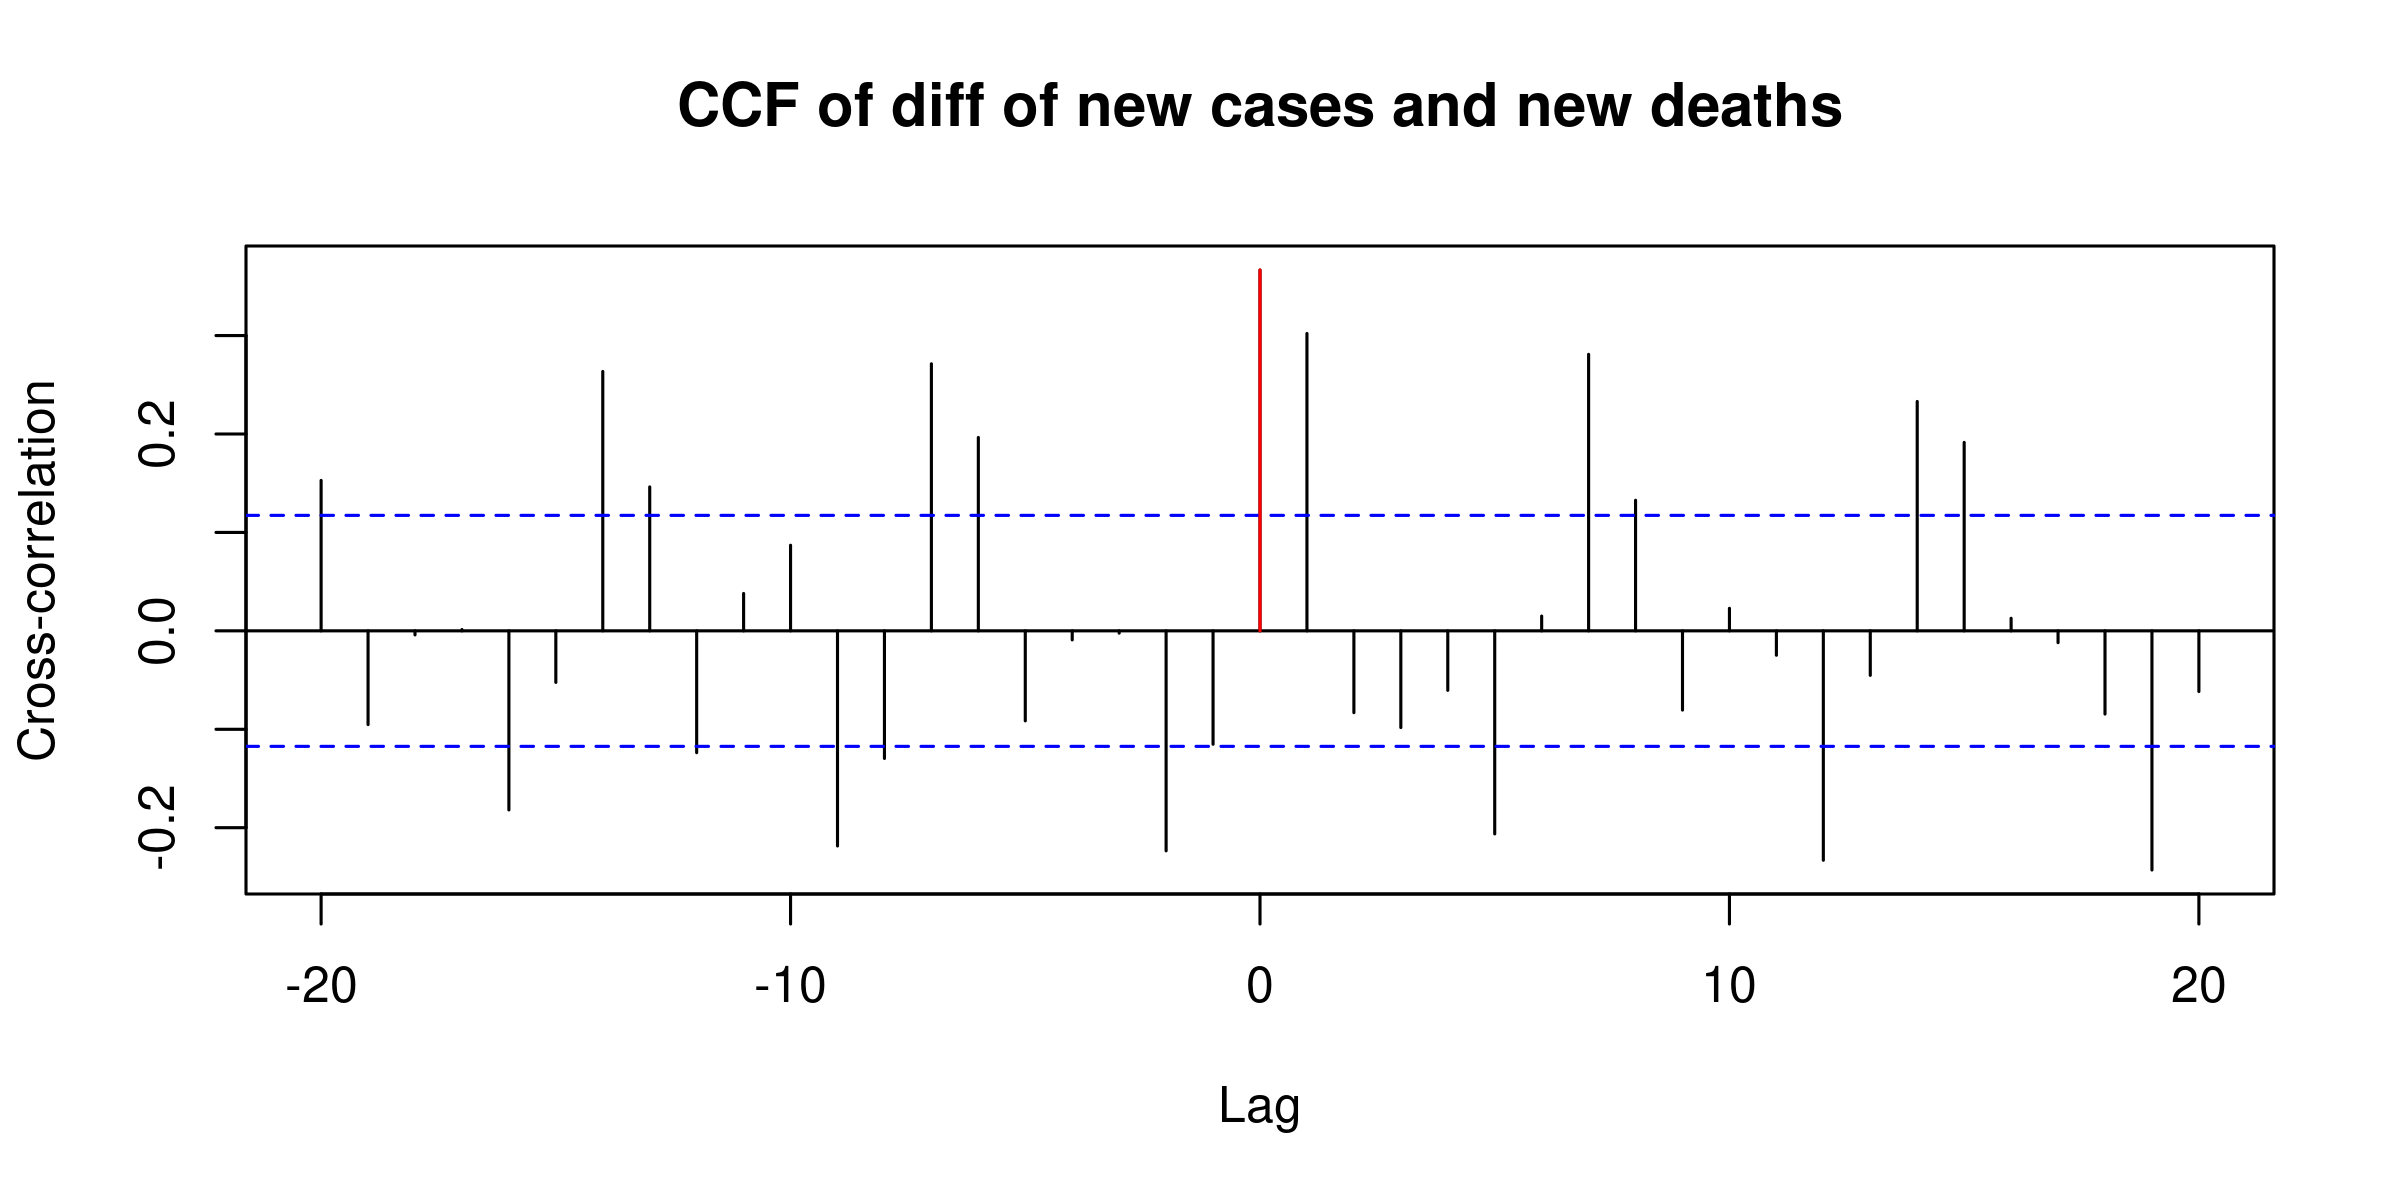 CCF of diff of new cases and new deaths
Cross-correlation
0.2
0.0
-0.2
-20 -10 0 10 20
Lag